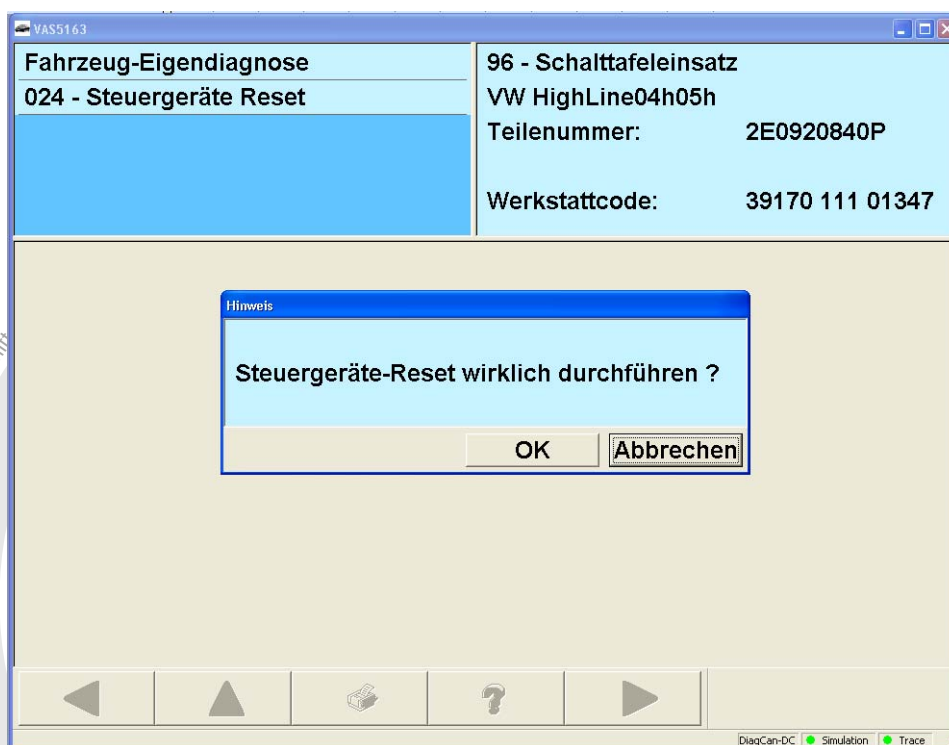 VAS5163
Fahrzeug-Eigendiagnose
024 - Steuergeräte Reset
96 - Schalttafeleinsatz
VW HighLine04h05h
Teilenummer: 2E0920840P
Werkstattcode: 39170 111 01347
Hinweis
Steuergeräte-Reset wirklich durchführen ?
OK Abbrechen
DiagCan-DC Simulation Trace